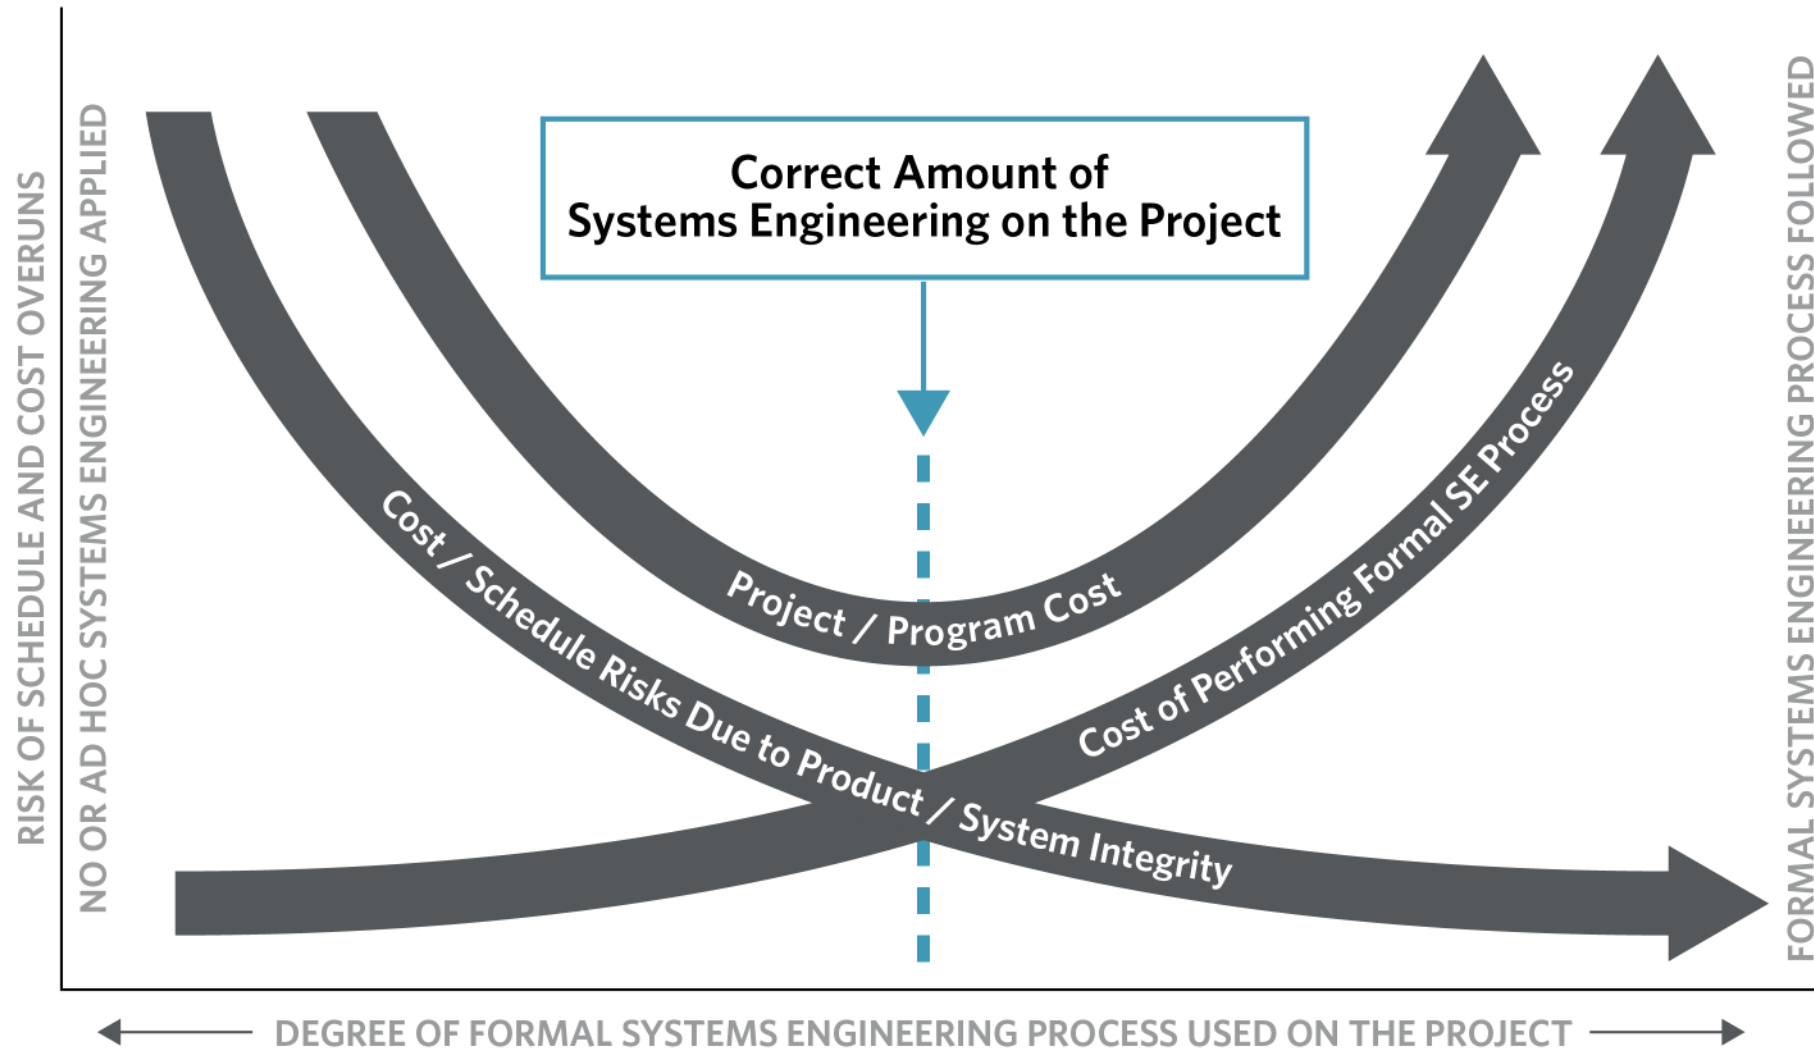 RISK OF SCHEDULE AND COST OVERUNS
NO OR AD HOC SYSTEMS ENGINEERING APPLIED
Correct Amount of
Systems Engineering on the Project
Project / Program Cost
Cost / Schedule Risks Due to Product / System Integrity
Cost of Performing Formal SE Process
FORMAL SYSTEMS ENGINEERING PROCESS FOLLOWED
DEGREE OF FORMAL SYSTEMS ENGINEERING PROCESS USED ON THE PROJECT